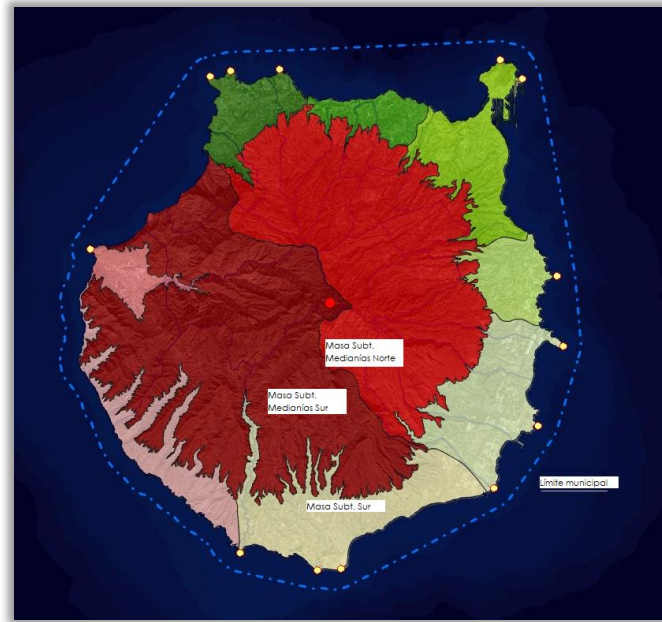 Masa Subt.
Medianías Norte
Masa Subt.
Medianías Sur
Límite municipal
Masa Subt. Sur